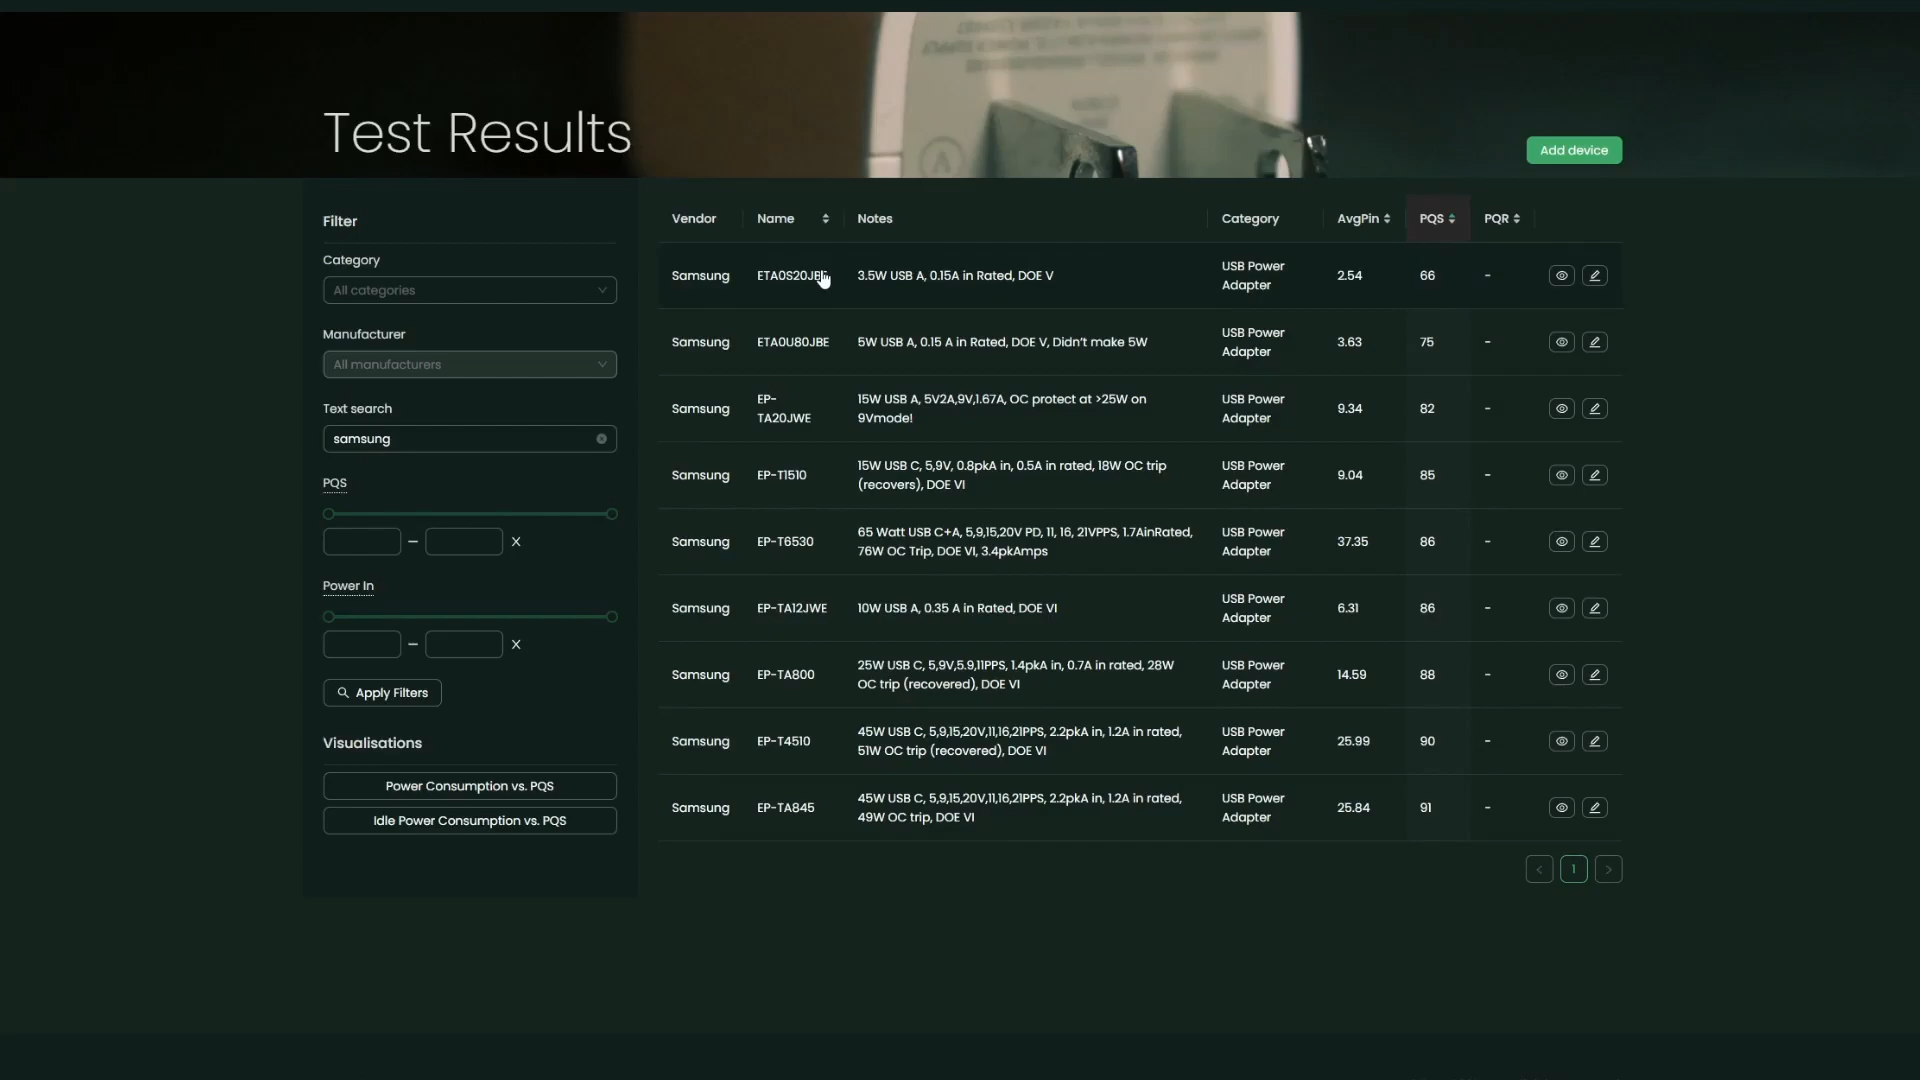 Test Results
Add device
Filter
Category
All categories
Manufacturer
All manufacturers
Text search
samsung
PQS
– X
Power In
– X
Apply Filters
Visualisations
Power Consumption vs. PQS
Idle Power Consumption vs. PQS
Vendor Name Notes Category AvgPin PQS PQR
Samsung ETA0S20JB 3.5W USB A, 0.15A in Rated, DOE V USB Power 2.54 66 -
Adapter
Samsung ETA0U80JBE 5W USB A, 0.15 A in Rated, DOE V, Didn't make 5W USB Power 3.63 75 -
Adapter
Samsung EP- 15W USB A, 5V2A,9V,1.67A, OC protect at >25W on USB Power 9.34 82 -
TA20JWE 9Vmode! Adapter
Samsung EP-T1510 15W USB C, 5,9V, 0.8pkA in, 0.5A in rated, 18W OC trip USB Power 9.04 85 -
(recovers), DOE VI Adapter
Samsung EP-T6530 65 Watt USB C+A, 5,9,15,20V PD, 11, 16, 21VPPS, 1.7AinRated, USB Power 37.35 86 -
76W OC Trip, DOE VI, 3.4pkAmps Adapter
Samsung EP-TA12JWE 10W USB A, 0.35 A in Rated, DOE VI USB Power 6.31 86 -
Adapter
Samsung EP-TA800 25W USB C, 5,9V,5.9,11PPS, 1.4pkA in, 0.7A in rated, 28W USB Power 14.59 88 -
OC trip (recovered), DOE VI Adapter
Samsung EP-T4510 45W USB C, 5,9,15,20V,11,16,21PPS, 2.2pkA in, 1.2A in rated, USB Power 25.99 90 -
51W OC trip (recovered), DOE VI Adapter
Samsung EP-TA845 45W USB C, 5,9,15,20V,11,16,21PPS, 2.2pkA in, 1.2A in rated, USB Power 25.84 91 -
49W OC trip, DOE VI Adapter
< 1 >